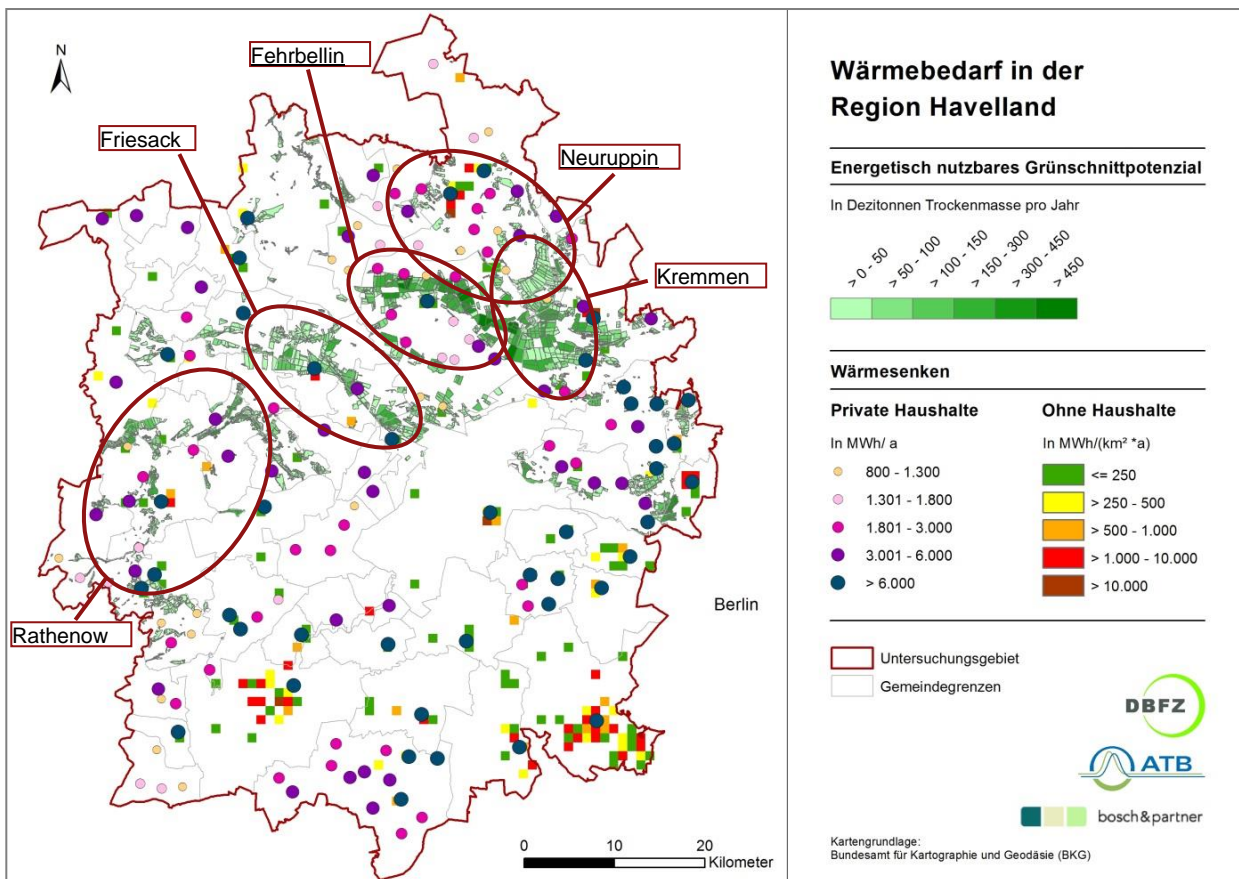 N
Fehrbellin
Friesack
Neuruppin
Kremmen
Rathenow
Berlin
0 10 20
Kilometer
Wärmebedarf in der
Region Havelland
Energetisch nutzbares Grünschnittpotenzial
In Dezitonnen Trockenmasse pro Jahr
> 0 - 50
> 50 - 100
> 100 - 150
> 150 - 300
> 300 - 450
> 450
Wärmesenken
Private Haushalte
In MWh/ a
800 - 1.300
1.301 - 1.800
1.801 - 3.000
3.001 - 6.000
> 6.000
Ohne Haushalte
In MWh/(km² *a)
<= 250
> 250 - 500
> 500 - 1.000
> 1.000 - 10.000
> 10.000
Untersuchungsgebiet
Gemeindegrenzen
DBFZ
ATB
bosch&partner
Kartengrundlage:
Bundesamt für Kartographie und Geodäsie (BKG)